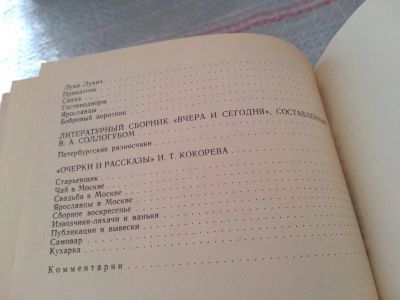 Лука Лукич
Приказчик
Сваха
Гостинодворы
Ярославцы
Бобровый воротник
ЛИТЕРАТУРНЫЙ СБОРНИК «ВЧЕРА И СЕГОДНЯ», СОСТАВЛЕННЫЙ
В. А. СОЛЛОГУБОМ
Петербургские разносчики
«ОЧЕРКИ И РАССКАЗЫ» И. Т. КОКОРЕВА
Старьевщик
Чай в Москве
Свадьба в Москве
Ярославцы в Москве
Сборное воскресенье
Извозчики-лихачи и ваньки
Публикации и вывески
Самовар
Кухарка
Комментарии